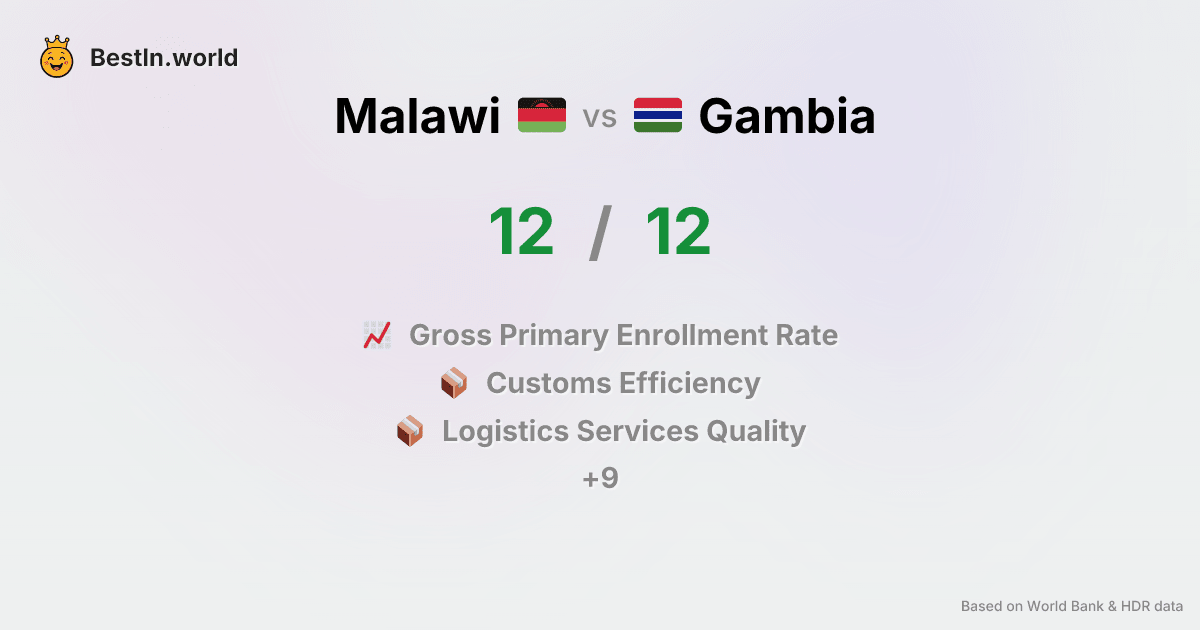 BestIn.world
Malawi vs Gambia
12 / 12
Gross Primary Enrollment Rate
Customs Efficiency
Logistics Services Quality
+9
Based on World Bank & HDR data